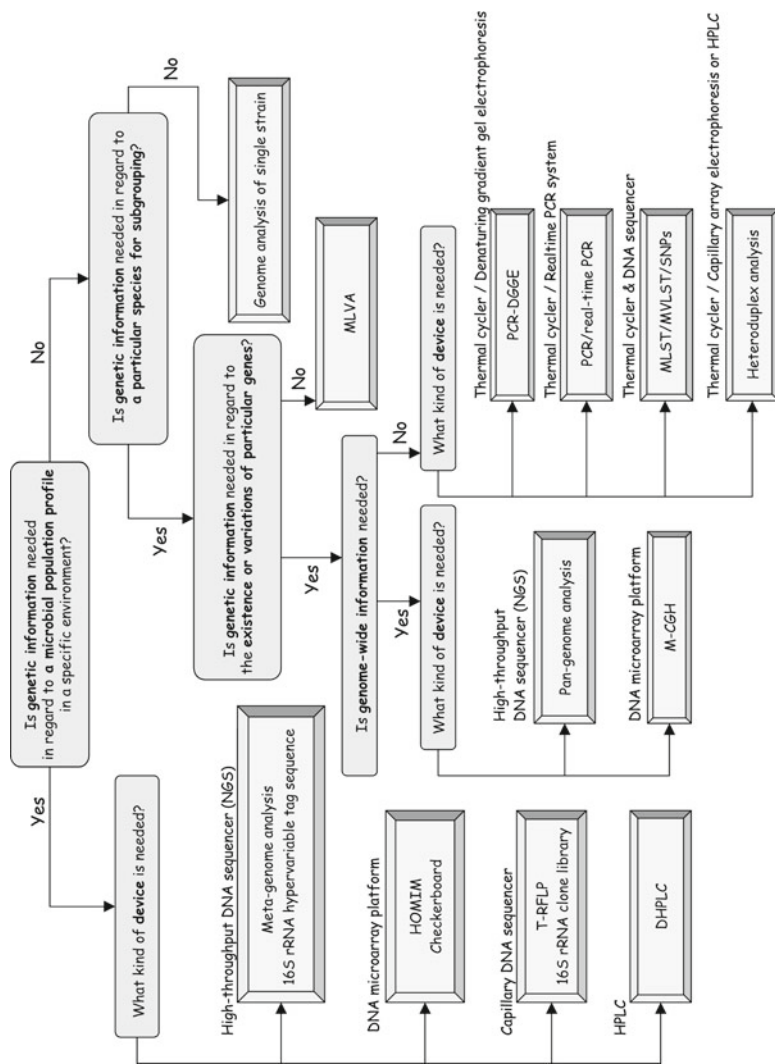 Is genetic information needed
in regard to a microbial population profile
in a specific environment?
Yes
No
What kind of device is needed?
High-throughput DNA sequencer (NGS)
Meta-genome analysis
16S rRNA hypervariable tag sequence
DNA microarray platform
HOMIM
Checkerboard
Capillary DNA sequencer
T-RFLP
16S rRNA clone library
HPLC
DHPLC
Is genetic information needed in regard to
a particular species for subgrouping?
Yes
No
Genome analysis of single strain
Is genetic information needed in regard to
the existence or variations of particular genes?
Yes
No
MLVA
Is genome-wide information needed?
Yes
No
What kind of device is needed?
High-throughput
DNA sequencer (NGS)
Pan-genome analysis
DNA microarray platform
M-CGH
What kind of device is needed?
Thermal cycler / Denaturing gradient gel electrophoresis
PCR-DGGE
Thermal cycler / Realtime PCR system
PCR/real-time PCR
Thermal cycler & DNA sequencer
MLST/MVLST/SNPs
Thermal cycler / Capillary array electrophoresis or HPLC
Heteroduplex analysis